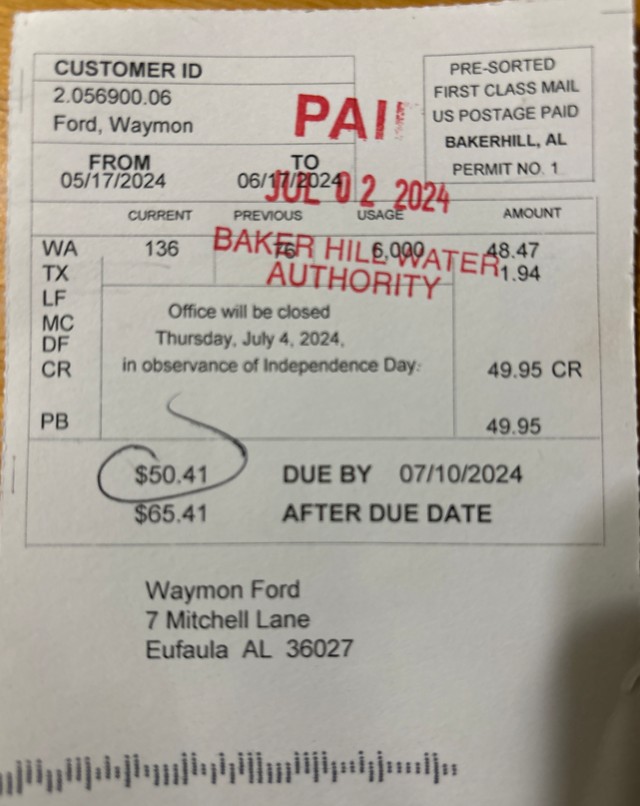 CUSTOMER ID
2.056900.06
Ford, Waymon
PRE-SORTED
FIRST CLASS MAIL
US POSTAGE PAID
BAKERHILL, AL
PERMIT NO. 1
PAI
FROM TO
05/17/2024 06/17/2024
JUL 02 2024
CURRENT PREVIOUS USAGE AMOUNT
WA 136 76 6,000 48.47
BAKER HILL WATER
AUTHORITY
TX 1.94
LF
Office will be closed
MC
Thursday, July 4, 2024,
DF
in observance of Independence Day.
CR 49.95 CR
PB 49.95
$50.41 DUE BY 07/10/2024
$65.41 AFTER DUE DATE
Waymon Ford
7 Mitchell Lane
Eufaula AL 36027